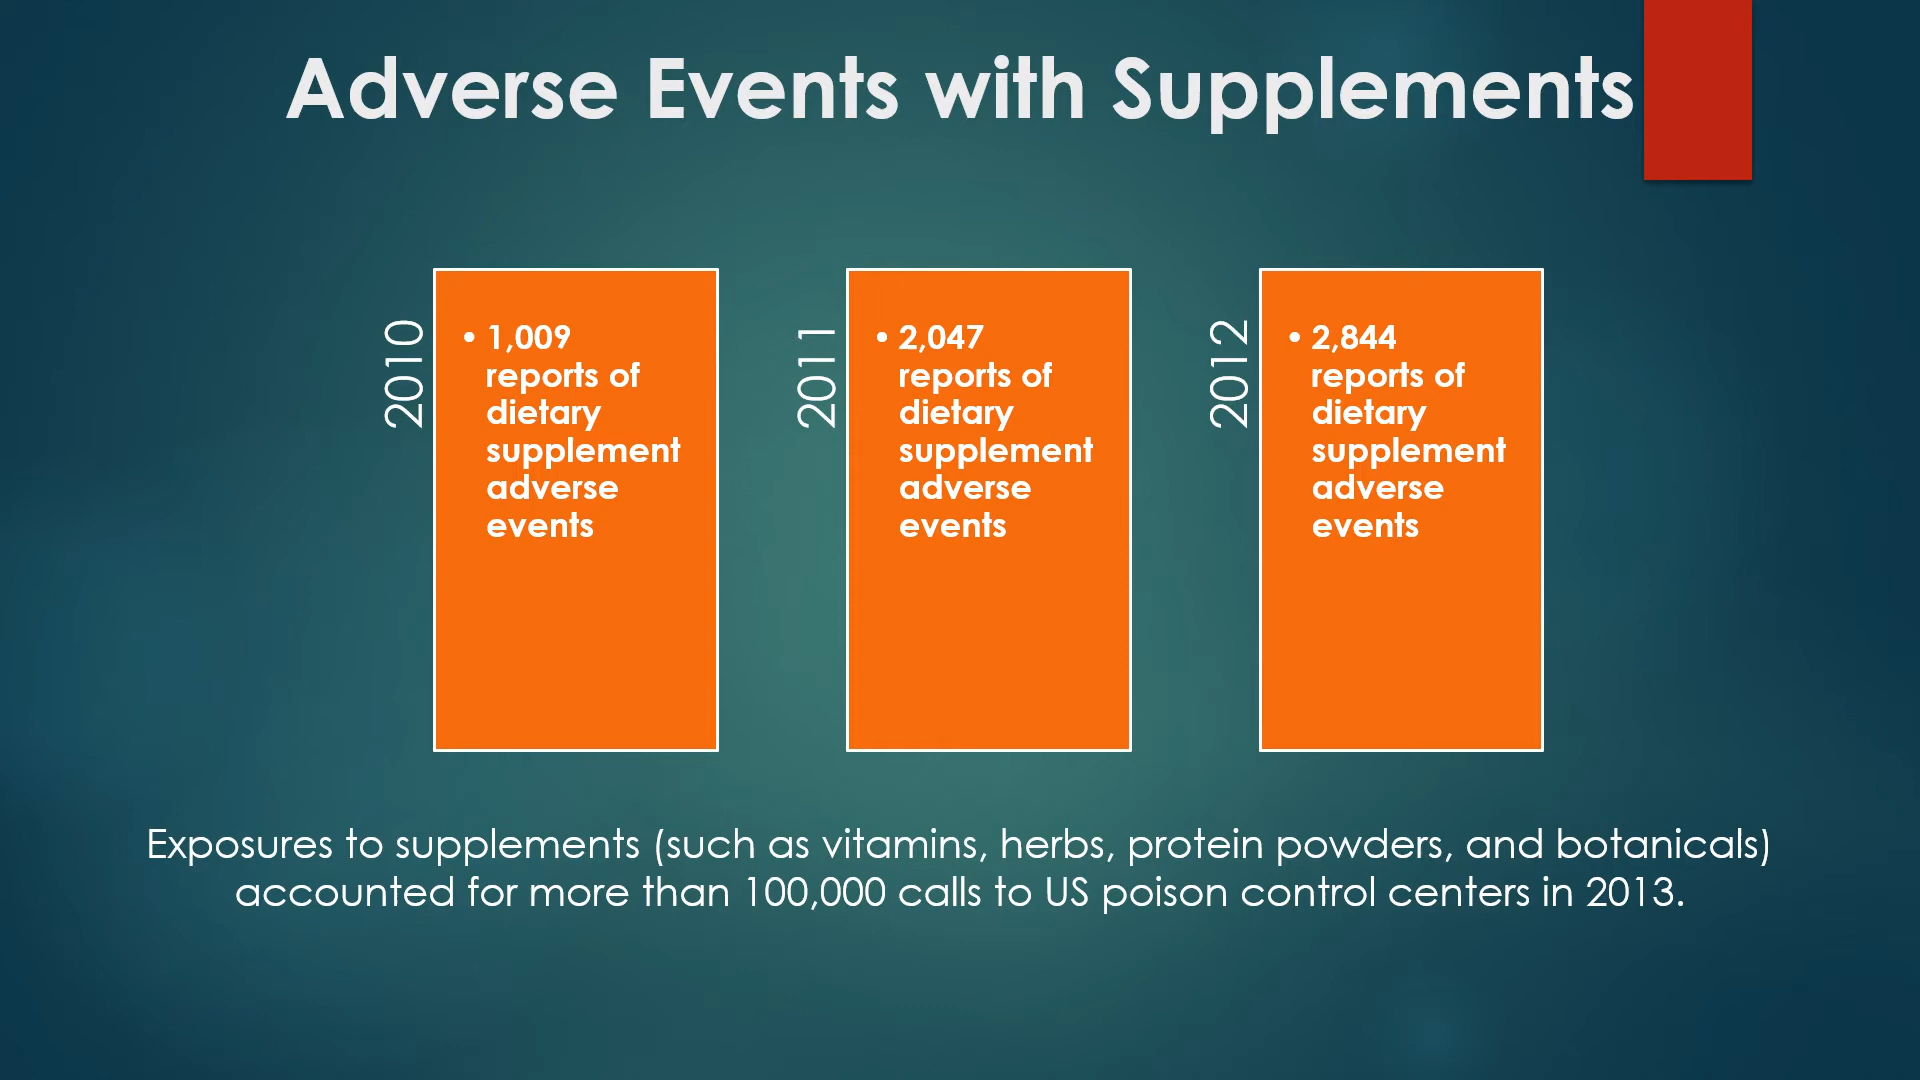 Adverse Events with Supplements
2010
• 1,009
reports of
dietary
supplement
adverse
events
2011
• 2,047
reports of
dietary
supplement
adverse
events
2012
• 2,844
reports of
dietary
supplement
adverse
events
Exposures to supplements (such as vitamins, herbs, protein powders, and botanicals)
accounted for more than 100,000 calls to US poison control centers in 2013.